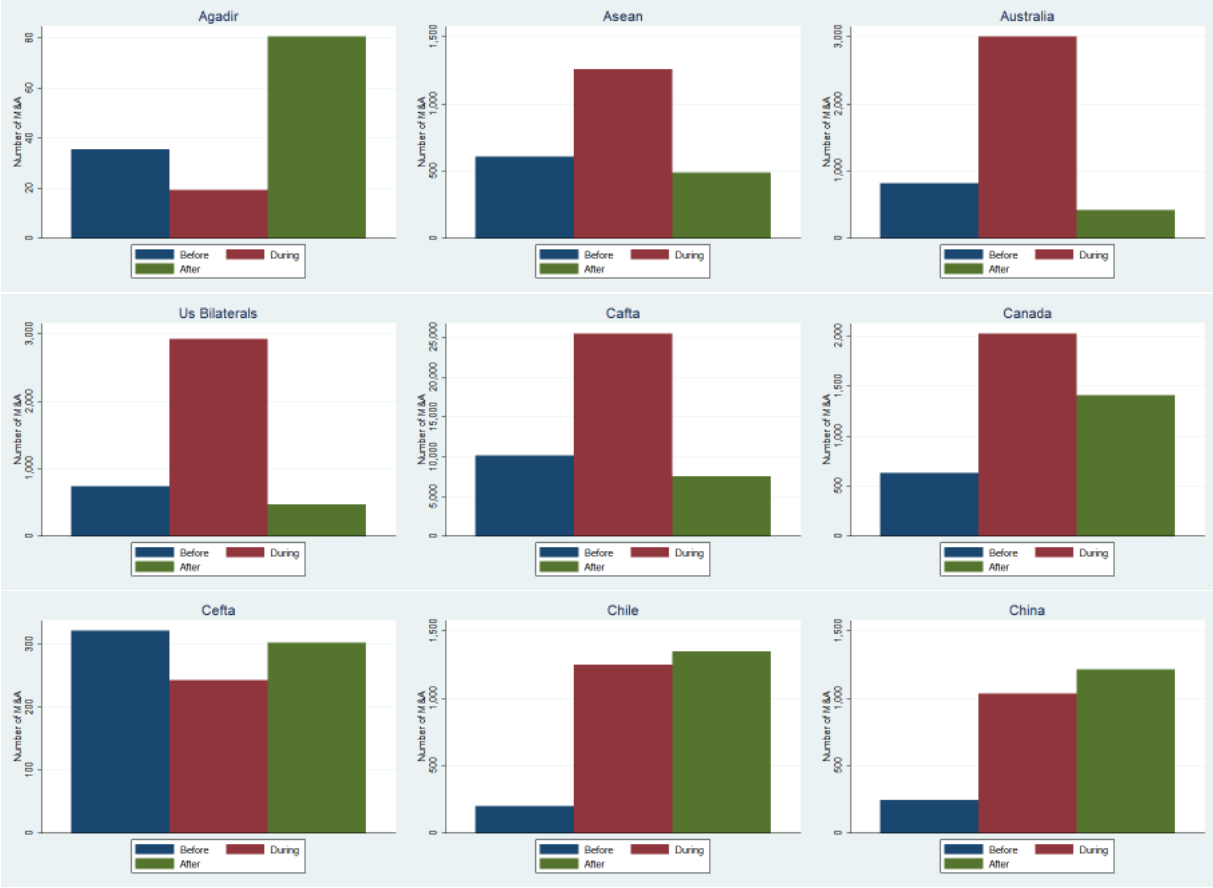 Agadir
Number of M&A
80
60
40
20
0
Before During
After
Asean
Number of M&A
1,500
1,000
500
0
Before During
After
Australia
Number of M&A
3,000
2,000
1,000
0
Before During
After
Us Bilaterals
Number of M&A
3,000
2,000
1,000
0
Before During
After
Cafta
Number of M&A
25,000
20,000
15,000
10,000
5,000
0
Before During
After
Canada
Number of M&A
2,000
1,500
1,000
500
0
Before During
After
Cefta
Number of M&A
300
200
100
0
Before During
After
Chile
Number of M&A
1,500
1,000
500
0
Before During
After
China
Number of M&A
1,500
1,000
500
0
Before During
After